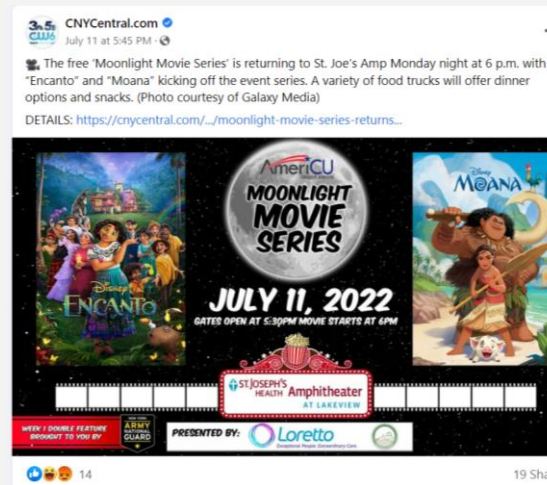 CNYCentral.com
July 11 at 5:45 PM ·
The free 'Moonlight Movie Series' is returning to St. Joe's Amp Monday night at 6 p.m. with
"Encanto" and "Moana" kicking off the event series. A variety of food trucks will offer dinner
options and snacks. (Photo courtesy of Galaxy Media)
DETAILS: https://cnycentral.com/.../moonlight-movie-series-returns...
AmeriCU
MOONLIGHT
MOVIE
SERIES
Disney
ENCANTO
Disney
MOANA
JULY 11, 2022
GATES OPEN AT 5:30PM MOVIE STARTS AT 6PM
ST. JOSEPH'S
HEALTH Amphitheater
AT LAKEVIEW
WEEK 1 DOUBLE FEATURE
BROUGHT TO YOU BY
ARMY
NATIONAL
GUARD
PRESENTED BY:
Loretto
14
19 Sha